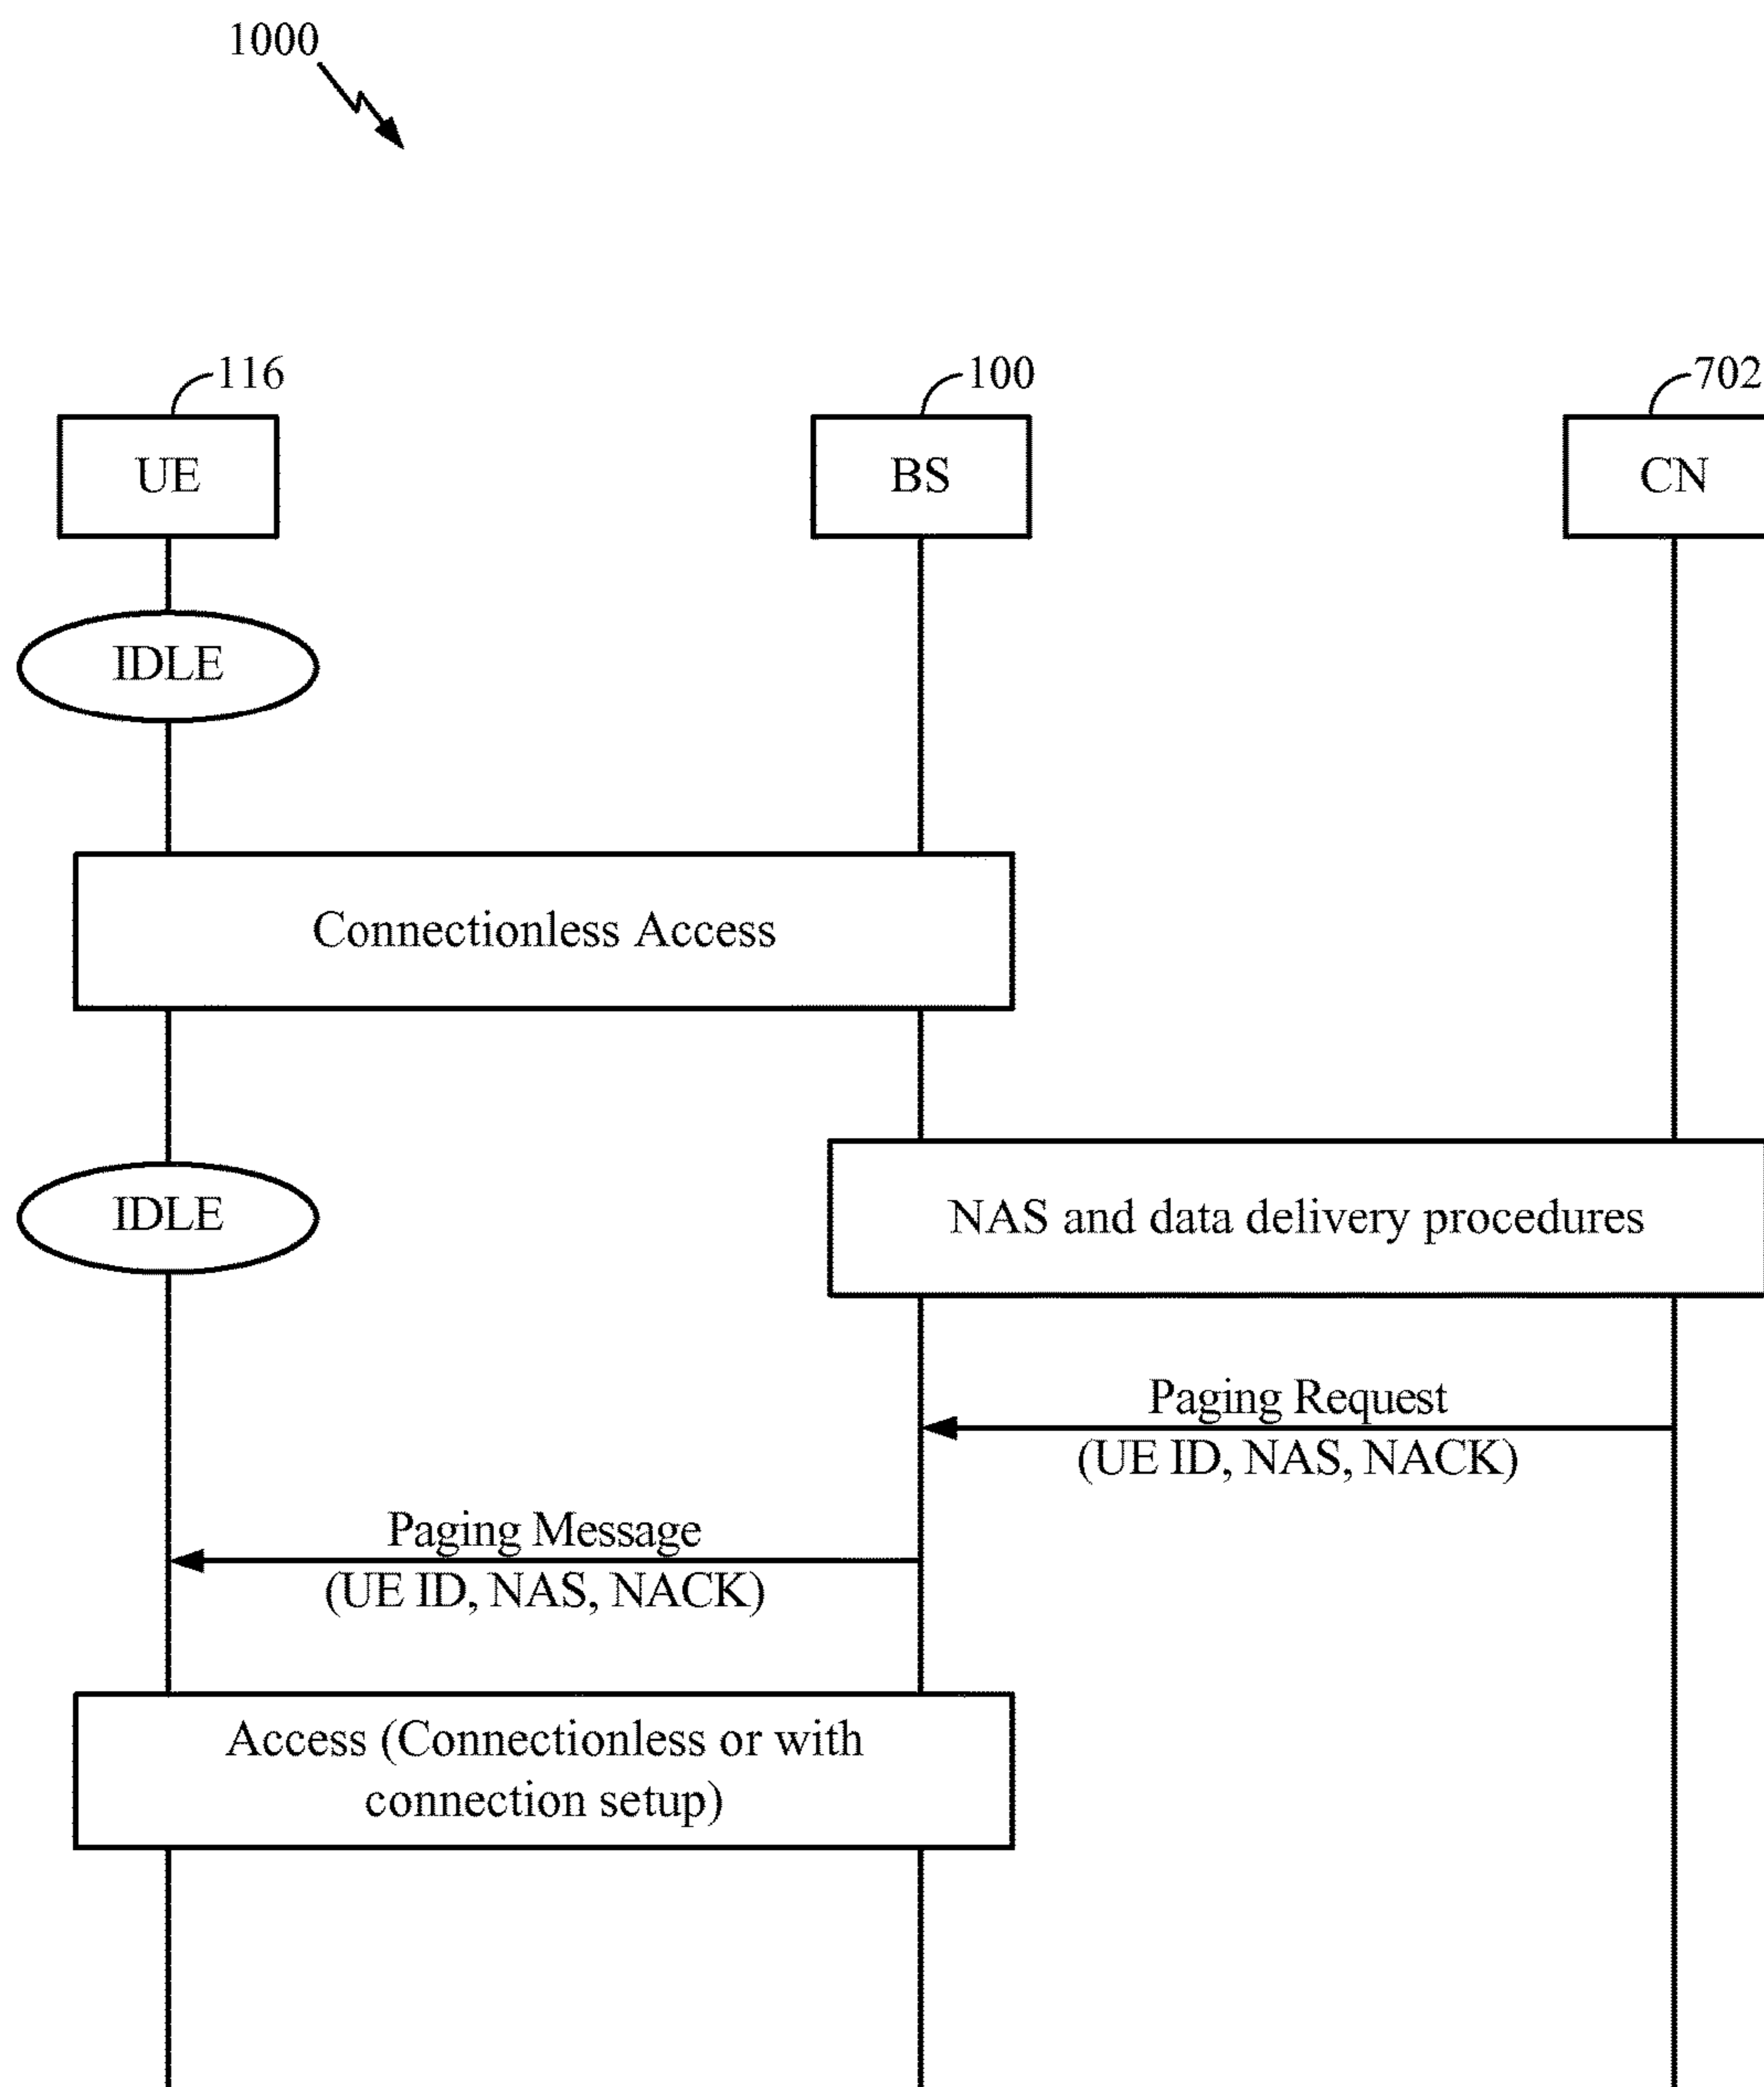 1000
116
100
702
UE
BS
CN
IDLE
Connectionless Access
IDLE
NAS and data delivery procedures
Paging Request
(UE ID, NAS, NACK)
Paging Message
(UE ID, NAS, NACK)
Access (Connectionless or with
connection setup)